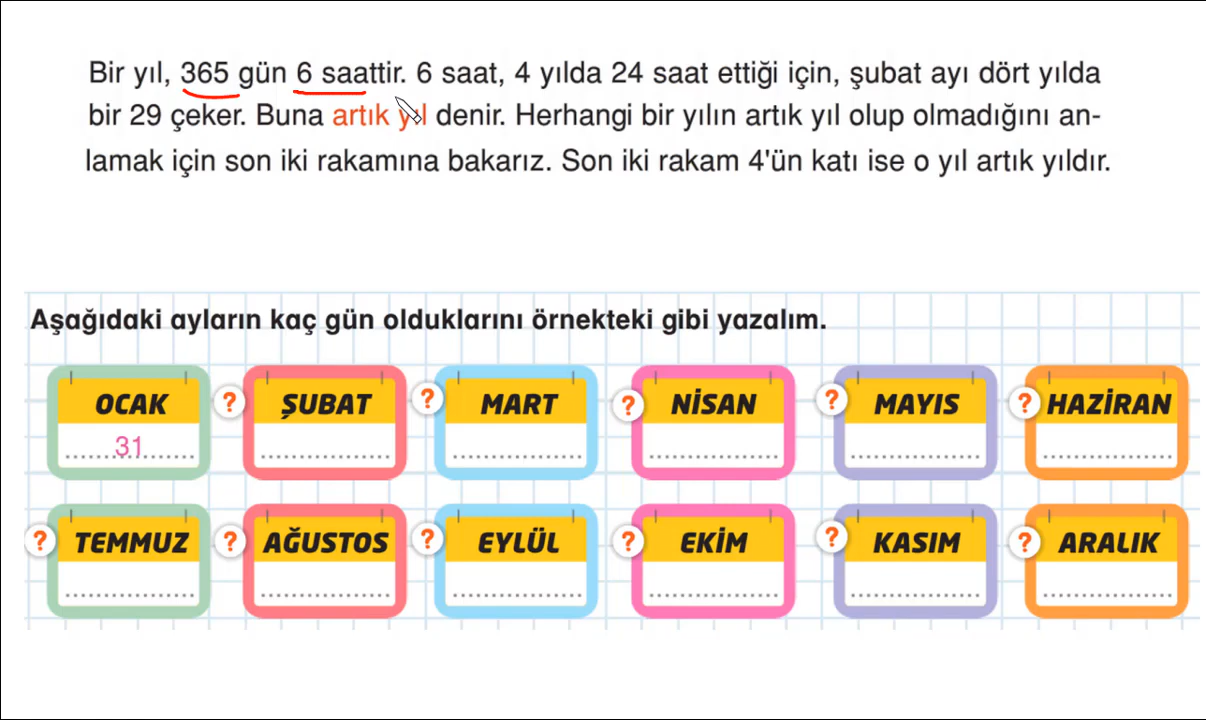 Bir yıl, 365 gün 6 saattir. 6 saat, 4 yılda 24 saat ettiği için, şubat ayı dört yılda
bir 29 çeker. Buna artık yıl denir. Herhangi bir yılın artık yıl olup olmadığını an-
lamak için son iki rakamına bakarız. Son iki rakam 4'ün katı ise o yıl artık yıldır.
Aşağıdaki ayların kaç gün olduklarını örnekteki gibi yazalım.
OCAK ? ŞUBAT ? MART ? NİSAN ? MAYIS ? HAZİRAN
31
? TEMMUZ ? AĞUSTOS ? EYLÜL ? EKİM ? KASIM ? ARALIK